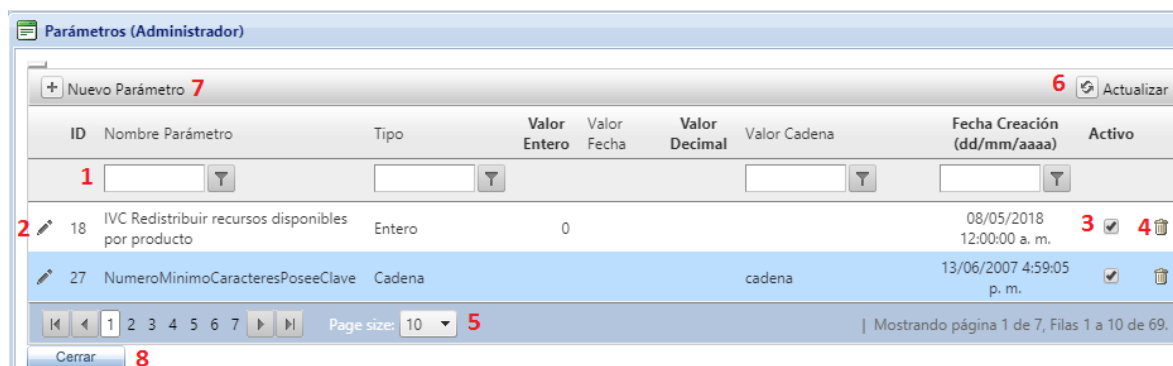 Parámetros (Administrador)
+ Nuevo Parámetro 7
6 Actualizar
ID Nombre Parámetro Tipo Valor Entero Valor Fecha Valor Decimal Valor Cadena Fecha Creación (dd/mm/aaaa) Activo
1
2 18 IVC Redistribuir recursos disponibles por producto Entero 0 08/05/2018 12:00:00 a. m. 3 4
27 NumeroMinimoCaracteresPoseeClave Cadena cadena 13/06/2007 4:59:05 p. m.
1 2 3 4 5 6 7 Page size: 10 5 | Mostrando página 1 de 7, Filas 1 a 10 de 69.
Cerrar 8